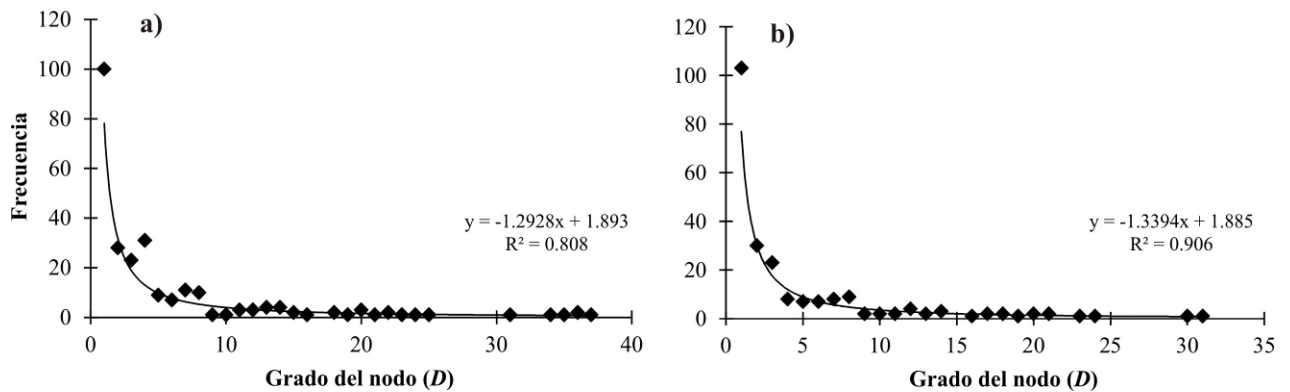 a)
Frecuencia
120
100
80
60
40
20
0
0 10 20 30 40
Grado del nodo (D)
y = -1.2928x + 1.893
R² = 0.808
b)
120
100
80
60
40
20
0
0 5 10 15 20 25 30 35
Grado del nodo (D)
y = -1.3394x + 1.885
R² = 0.906